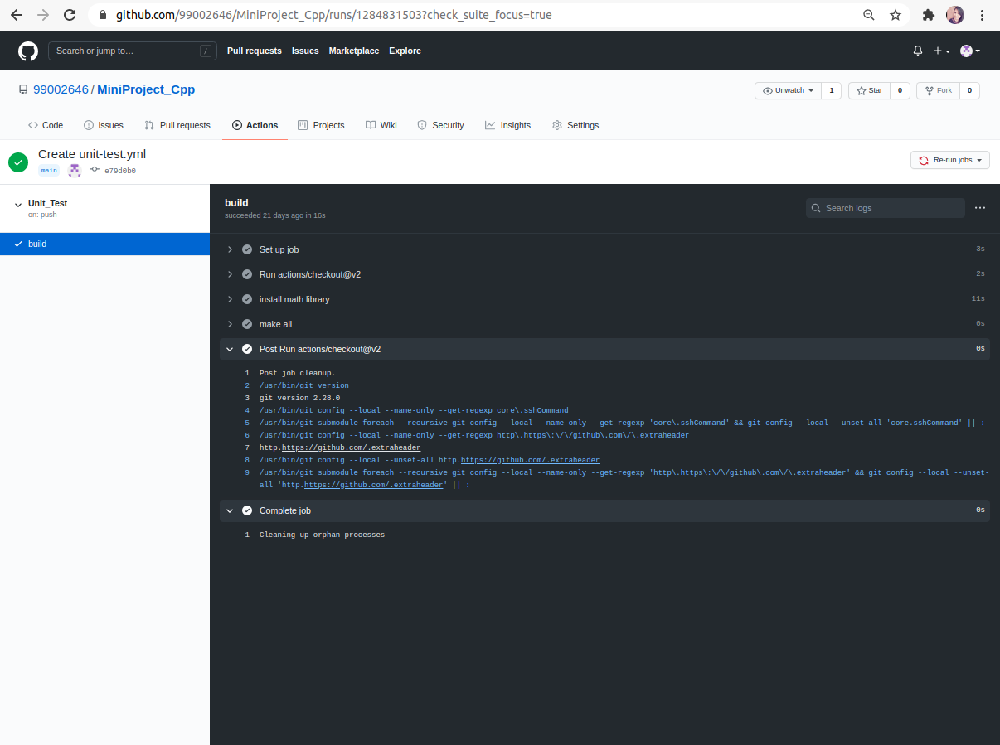 github.com/99002646/MiniProject_Cpp/runs/1284831503?check_suite_focus=true
Search or jump to… /
Pull requests Issues Marketplace Explore
99002646 / MiniProject_Cpp
Unwatch 1 Star 0 Fork 0
Code Issues Pull requests Actions Projects Wiki Security Insights Settings
Create unit-test.yml
main e79d0b0
Re-run jobs
Unit_Test
on: push
build
build
succeeded 21 days ago in 16s
Search logs
Set up job 3s
Run actions/checkout@v2 2s
install math library 11s
make all 0s
Post Run actions/checkout@v2 0s
1 Post job cleanup.
2 /usr/bin/git version
3 git version 2.28.0
4 /usr/bin/git config --local --name-only --get-regexp core\.sshCommand
5 /usr/bin/git submodule foreach --recursive git config --local --name-only --get-regexp 'core\.sshCommand' && git config --local --unset-all 'core.sshCommand' || :
6 /usr/bin/git config --local --name-only --get-regexp http\.https\:\/\/github\.com\/\.extraheader
7 http.https://github.com/.extraheader
8 /usr/bin/git config --local --unset-all http.https://github.com/.extraheader
9 /usr/bin/git submodule foreach --recursive git config --local --name-only --get-regexp 'http\.https\:\/\/github\.com\/\.extraheader' && git config --local --unset-
all 'http.https://github.com/.extraheader' || :
Complete job 0s
1 Cleaning up orphan processes